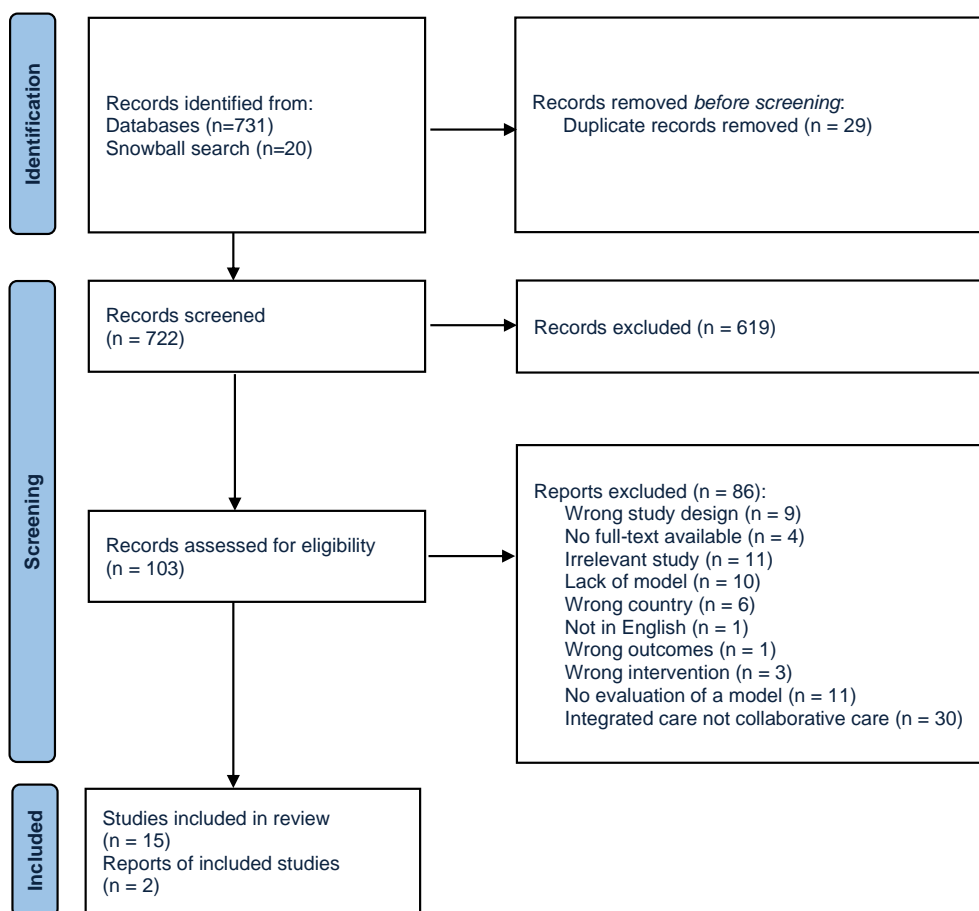 Identification
Records identified from:
Databases (n=731)
Snowball search (n=20)
Records removed before screening:
Duplicate records removed (n = 29)
Screening
Records screened
(n = 722)
Records excluded (n = 619)
Records assessed for eligibility
(n = 103)
Reports excluded (n = 86):
Wrong study design (n = 9)
No full-text available (n = 4)
Irrelevant study (n = 11)
Lack of model (n = 10)
Wrong country (n = 6)
Not in English (n = 1)
Wrong outcomes (n = 1)
Wrong intervention (n = 3)
No evaluation of a model (n = 11)
Integrated care not collaborative care (n = 30)
Included
Studies included in review
(n = 15)
Reports of included studies
(n = 2)